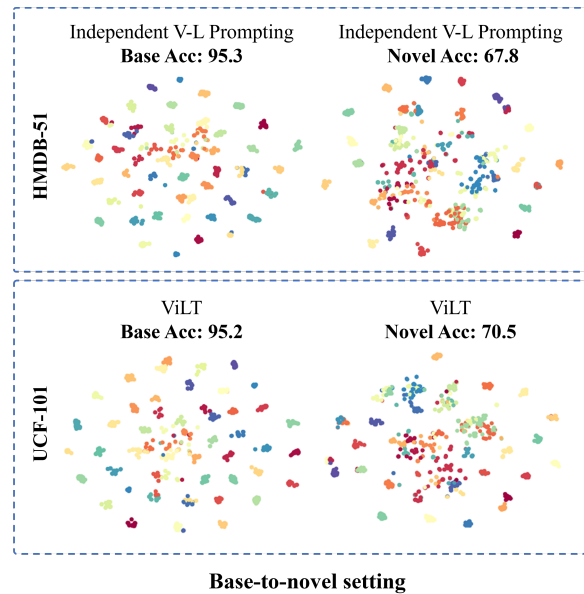 Independent V-L Prompting
Base Acc: 95.3
Independent V-L Prompting
Novel Acc: 67.8
HMDB-51
ViLT
Base Acc: 95.2
ViLT
Novel Acc: 70.5
UCF-101
Base-to-novel setting